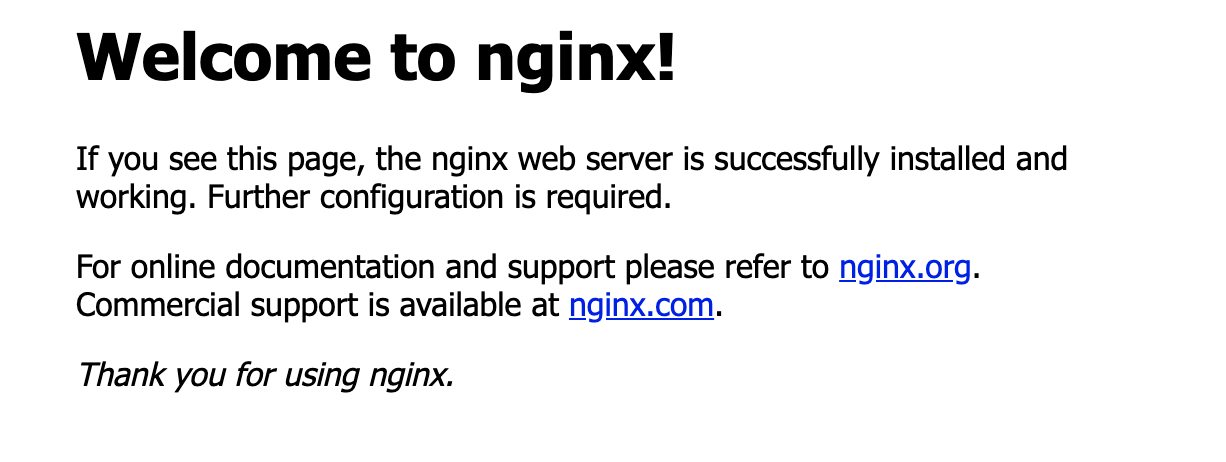 Welcome to nginx!
If you see this page, the nginx web server is successfully installed and
working. Further configuration is required.
For online documentation and support please refer to nginx.org.
Commercial support is available at nginx.com.
Thank you for using nginx.